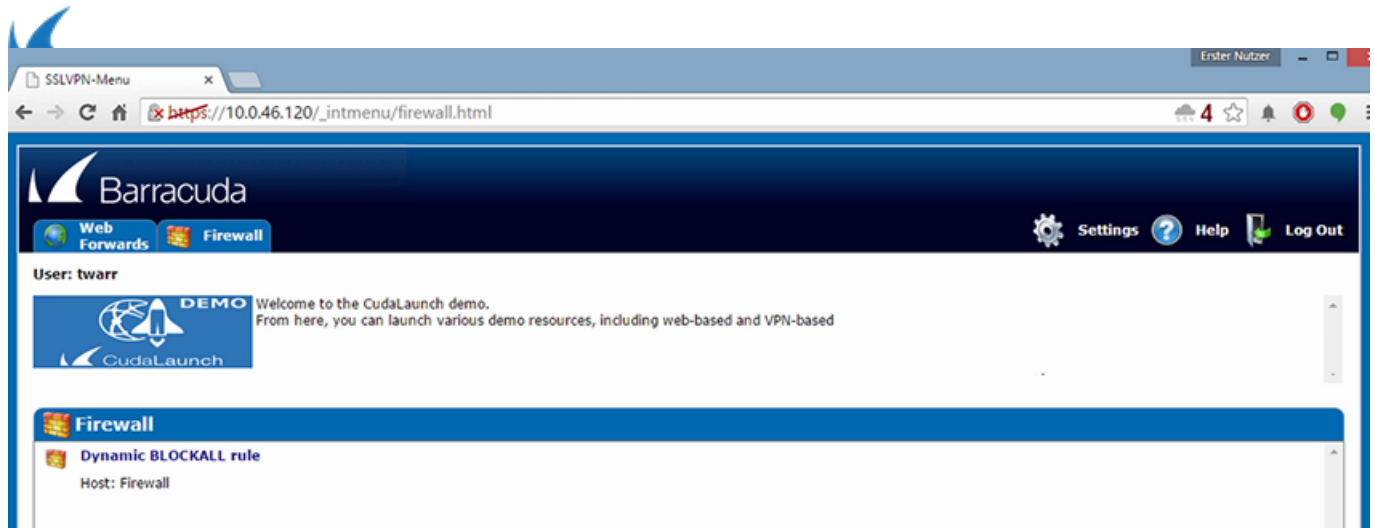 Erster Nutzer
SSLVPN-Menu
https://10.0.46.120/_intmenu/firewall.html
4
Barracuda
Web Forwards
Firewall
Settings
Help
Log Out
User: twarr
DEMO
CudaLaunch
Welcome to the CudaLaunch demo.
From here, you can launch various demo resources, including web-based and VPN-based
Firewall
Dynamic BLOCKALL rule
Host: Firewall